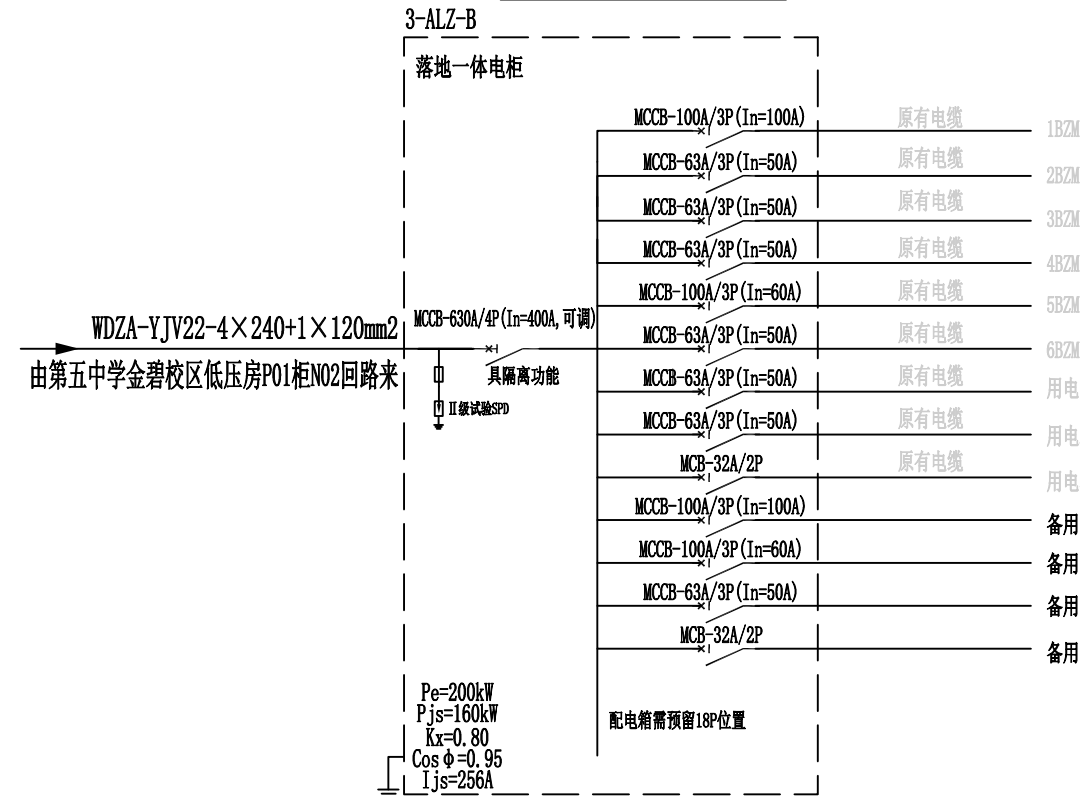 3-ALZ-B
落地一体电柜
MCCB-100A/3P(In=100A) 原有电缆 1BZM
MCCB-63A/3P(In=50A) 原有电缆 2BZM
MCCB-63A/3P(In=50A) 原有电缆 3BZM
MCCB-63A/3P(In=50A) 原有电缆 4BZM
MCCB-100A/3P(In=60A) 原有电缆 5BZM
MCCB-63A/3P(In=50A) 原有电缆 6BZM
MCCB-63A/3P(In=50A) 原有电缆 用电
MCCB-63A/3P(In=50A) 原有电缆 用电
MCB-32A/2P 原有电缆 用电
MCCB-100A/3P(In=100A) 备用
MCCB-100A/3P(In=60A) 备用
MCCB-63A/3P(In=50A) 备用
MCB-32A/2P 备用
WDZA-YJV22-4×240+1×120mm2
由第五中学金碧校区低压房P01柜N02回路来
MCCB-630A/4P(In=400A,可调)
具隔离功能
Ⅱ级试验SPD
Pe=200kW
Pjs=160kW
Kx=0.80
Cosφ=0.95
Ijs=256A
配电箱需预留18P位置